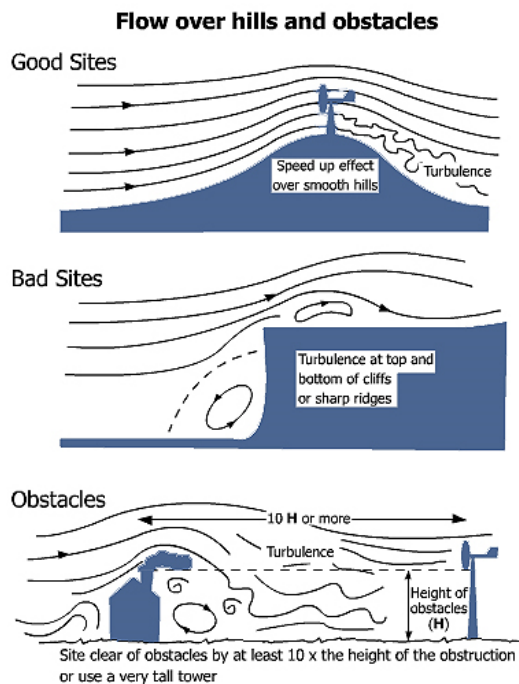 Flow over hills and obstacles
Good Sites
Speed up effect
over smooth hills
Turbulence
Bad Sites
Turbulence at top and
bottom of cliffs
or sharp ridges
Obstacles
10 H or more
Turbulence
Height of
obstacles
(H)
Site clear of obstacles by at least 10 x the height of the obstruction
or use a very tall tower